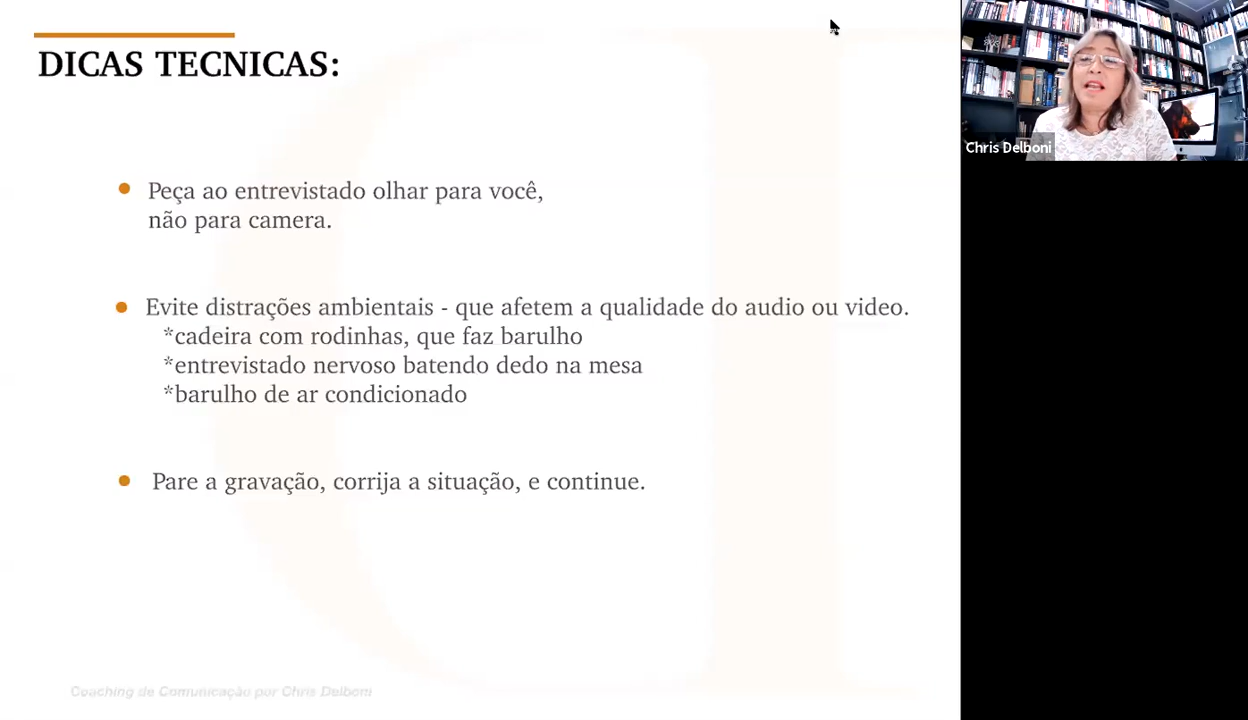 DICAS TECNICAS:
Chris Delboni
• Peça ao entrevistado olhar para você,
não para camera.
• Evite distrações ambientais - que afetem a qualidade do audio ou video.
*cadeira com rodinhas, que faz barulho
*entrevistado nervoso batendo dedo na mesa
*barulho de ar condicionado
• Pare a gravação, corrija a situação, e continue.
Coaching de Comunicação por Chris Delboni